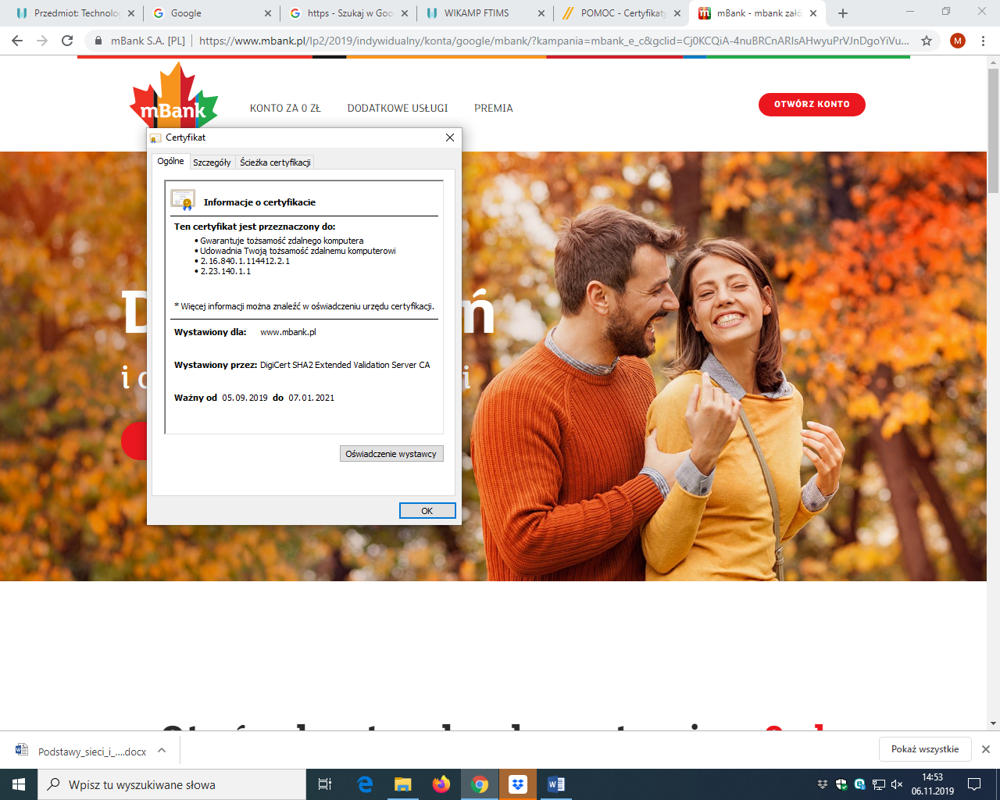 Przedmiot: Technolog
Google
https - Szukaj w Goo
WIKAMP FTIMS
POMOC - Certyfikaty
mBank - mbank załó
mBank S.A. [PL]
https://www.mbank.pl/lp2/2019/indywidualny/konta/google/mbank/?kampania=mbank_e_c&gclid=Cj0KCQiA-4nuBRCnARIsAHwyuPrVJnDgoYiVu...
M
mBank
KONTO ZA 0 ZŁ
DODATKOWE USŁUGI
PREMIA
OTWÓRZ KONTO
Certyfikat
Ogólne
Szczegóły
Ścieżka certyfikacji
Informacje o certyfikacie
Ten certyfikat jest przeznaczony do:
• Gwarantuje tożsamość zdalnego komputera
• Udowadnia Twoją tożsamość zdalnemu komputerowi
• 2.16.840.1.114412.2.1
• 2.23.140.1.1
* Więcej informacji można znaleźć w oświadczeniu urzędu certyfikacji.
Wystawiony dla: www.mbank.pl
Wystawiony przez: DigiCert SHA2 Extended Validation Server CA
Ważny od 05.09.2019 do 07.01.2021
Oświadczenie wystawcy
OK
Podstawy_sieci_i_....docx
Pokaż wszystkie
Wpisz tu wyszukiwane słowa
14:53
06.11.2019